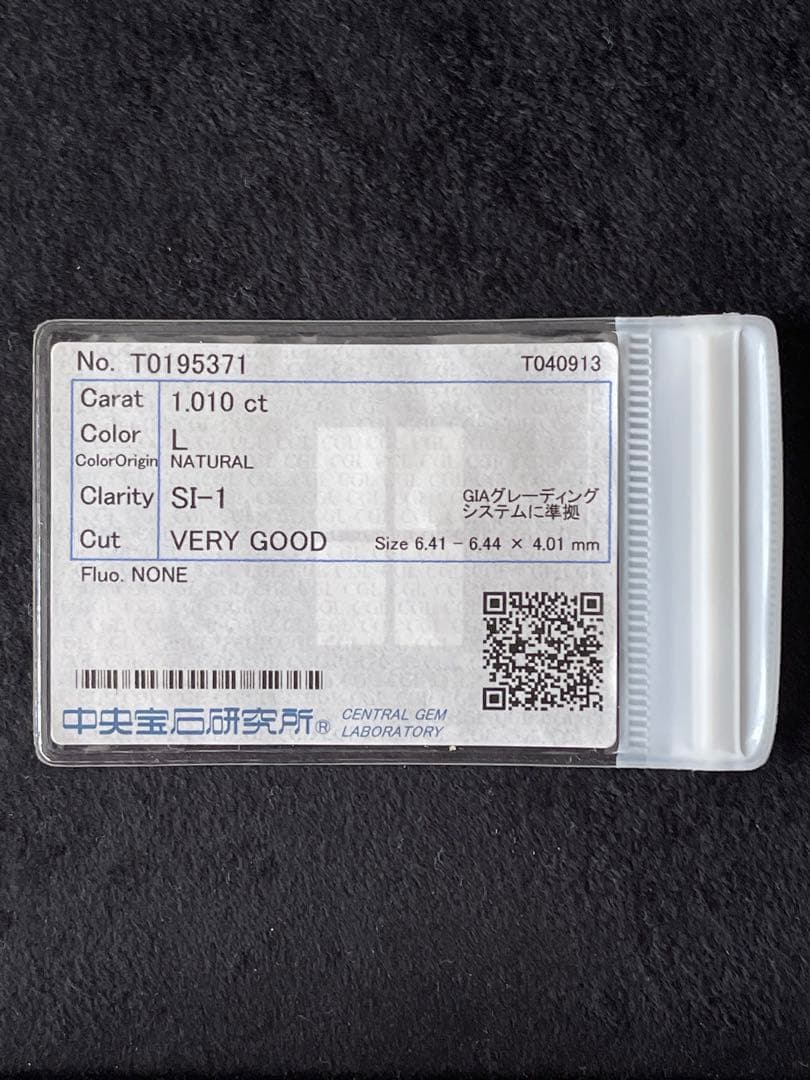 No. T0195371 T040913
Carat 1.010 ct
Color L
ColorOrigin NATURAL
Clarity SI-1
GIAグレーディング
システムに準拠
Cut VERY GOOD Size 6.41 - 6.44 × 4.01 mm
Fluo. NONE
中央宝石研究所® CENTRAL GEM
LABORATORY